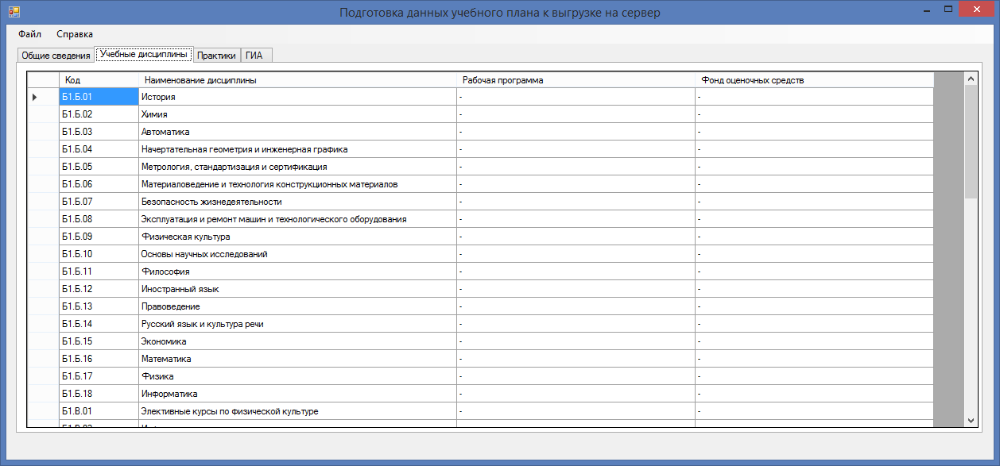 Подготовка данных учебного плана к выгрузке на сервер
Файл Справка
Общие сведения Учебные дисциплины Практики ГИА
Код Наименование дисциплины Рабочая программа Фонд оценочных средств
Б1.Б.01 История - -
Б1.Б.02 Химия - -
Б1.Б.03 Автоматика - -
Б1.Б.04 Начертательная геометрия и инженерная графика - -
Б1.Б.05 Метрология, стандартизация и сертификация - -
Б1.Б.06 Материаловедение и технология конструкционных материалов - -
Б1.Б.07 Безопасность жизнедеятельности - -
Б1.Б.08 Эксплуатация и ремонт машин и технологического оборудования - -
Б1.Б.09 Физическая культура - -
Б1.Б.10 Основы научных исследований - -
Б1.Б.11 Философия - -
Б1.Б.12 Иностранный язык - -
Б1.Б.13 Правоведение - -
Б1.Б.14 Русский язык и культура речи - -
Б1.Б.15 Экономика - -
Б1.Б.16 Математика - -
Б1.Б.17 Физика - -
Б1.Б.18 Информатика - -
Б1.В.01 Элективные курсы по физической культуре - -